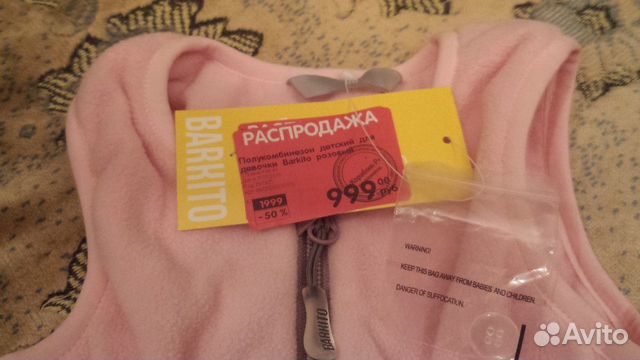 BARKITO
РАСПРОДАЖА
Полукомбинезон детский для
девочки Barkito розовый
1999
-50%
999,00
руб
WARNING!
KEEP THIS BAG AWAY FROM BABIES AND CHILDREN.
DANGER OF SUFFOCATION.
BARKITO
Avito